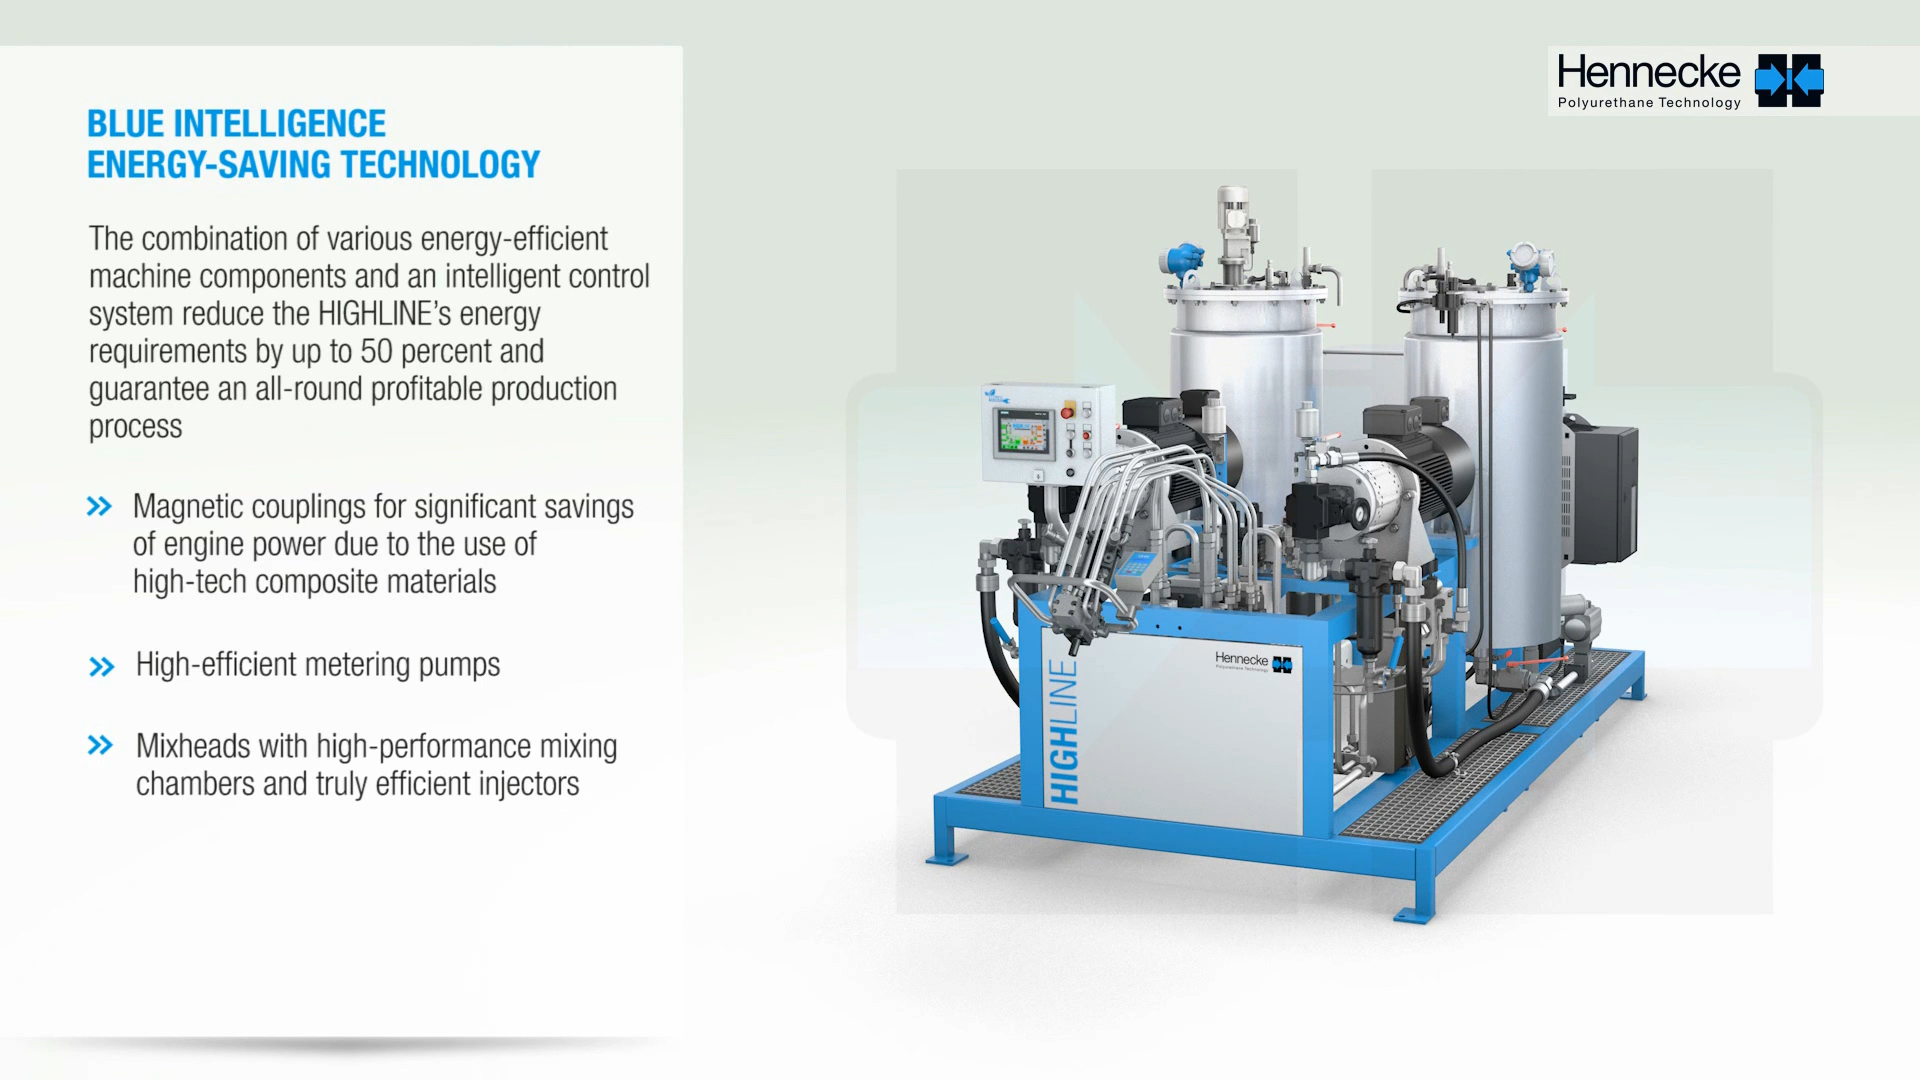 Hennecke
Polyurethane Technology
BLUE INTELLIGENCE
ENERGY-SAVING TECHNOLOGY
The combination of various energy-efficient
machine components and an intelligent control
system reduce the HIGHLINE’s energy
requirements by up to 50 percent and
guarantee an all-round profitable production
process
Magnetic couplings for significant savings
of engine power due to the use of
high-tech composite materials
High-efficient metering pumps
Mixheads with high-performance mixing
chambers and truly efficient injectors
Hennecke
Polyurethane Technology
HIGHLINE